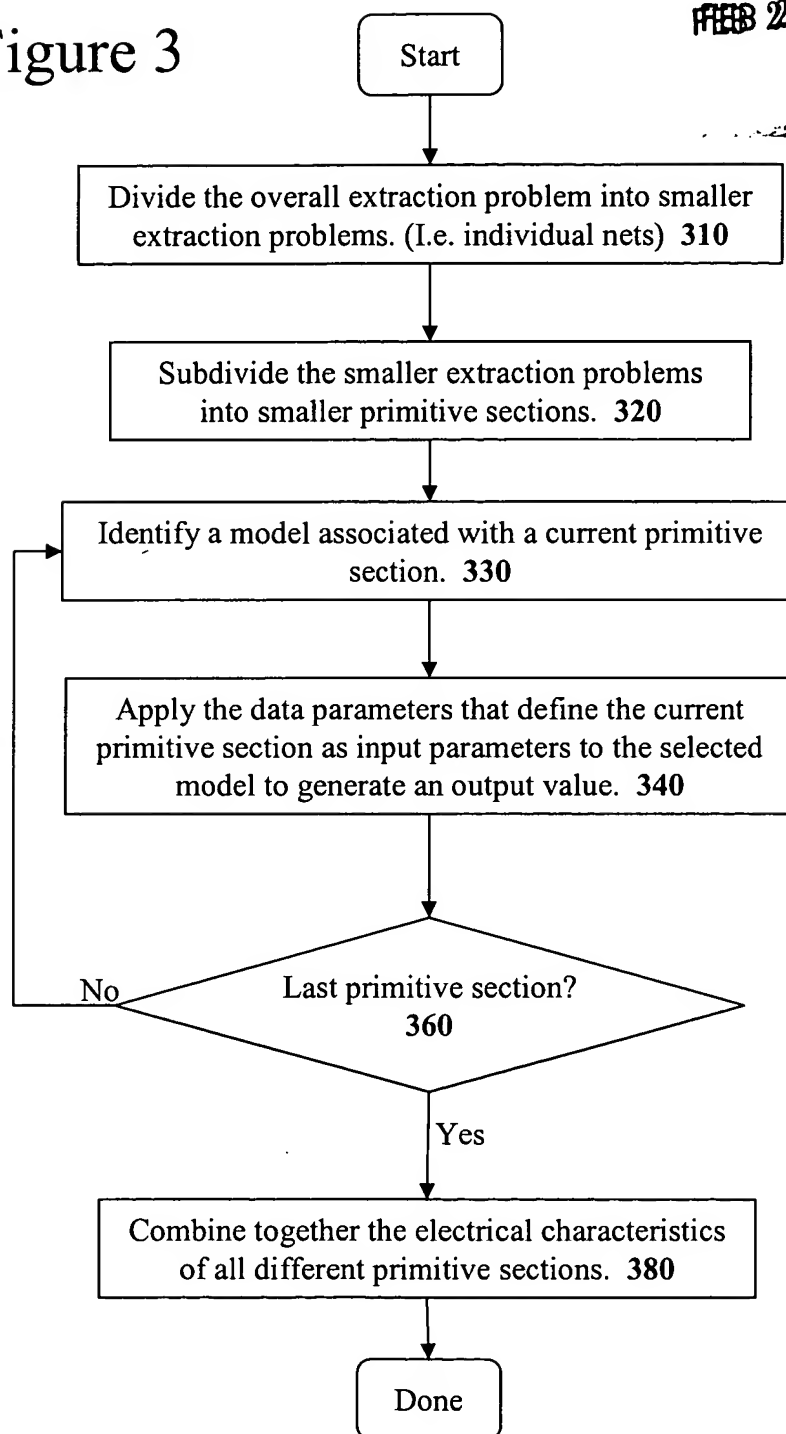 igure 3
Start
Divide the overall extraction problem into smaller
extraction problems. (I.e. individual nets) 310
Subdivide the smaller extraction problems
into smaller primitive sections. 320
Identify a model associated with a current primitive
section. 330
Apply the data parameters that define the current
primitive section as input parameters to the selected
model to generate an output value. 340
Last primitive section?
360
No
Yes
Combine together the electrical characteristics
of all different primitive sections. 380
Done